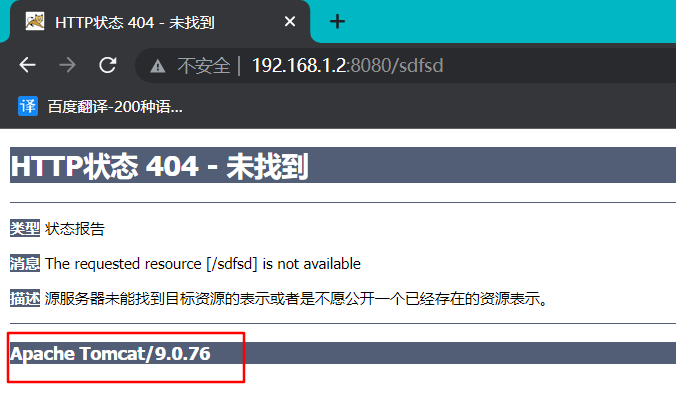 HTTP状态 404 - 未找到
不安全 | 192.168.1.2:8080/sdfsd
译 百度翻译-200种语...
HTTP状态 404 - 未找到
类型 状态报告
消息 The requested resource [/sdfsd] is not available
描述 源服务器未能找到目标资源的表示或者是不愿公开一个已经存在的资源表示。
Apache Tomcat/9.0.76